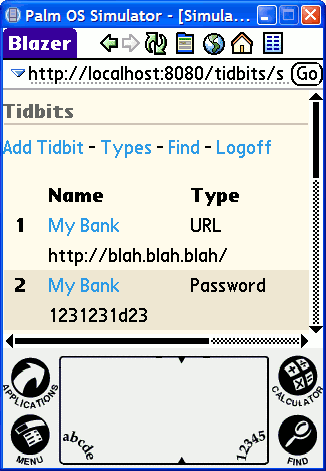 Palm OS Simulator - [Simula...
Blazer
http://localhost:8080/tidbits/s Go
Tidbits
Add Tidbit - Types - Find - Logoff
Name Type
1 My Bank URL
http://blah.blah.blah/
2 My Bank Password
1231231d23
APPLICATIONS CALCULATOR
abcde 12345
MENU FIND